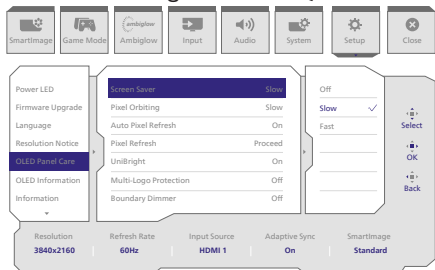 SmartImage
Game Mode
ambiglow
Ambiglow
Input
Audio
System
Setup
Close
Power LED
Firmware Upgrade
Language
Resolution Notice
OLED Panel Care
OLED Information
Information
Screen Saver Slow
Pixel Orbiting Slow
Auto Pixel Refresh On
Pixel Refresh Proceed
UniBright On
Multi-Logo Protection Off
Boundary Dimmer Off
Off
Slow
Fast
Select
OK
Back
Resolution Refresh Rate Input Source Adaptive Sync SmartImage
3840x2160 60Hz HDMI 1 On Standard